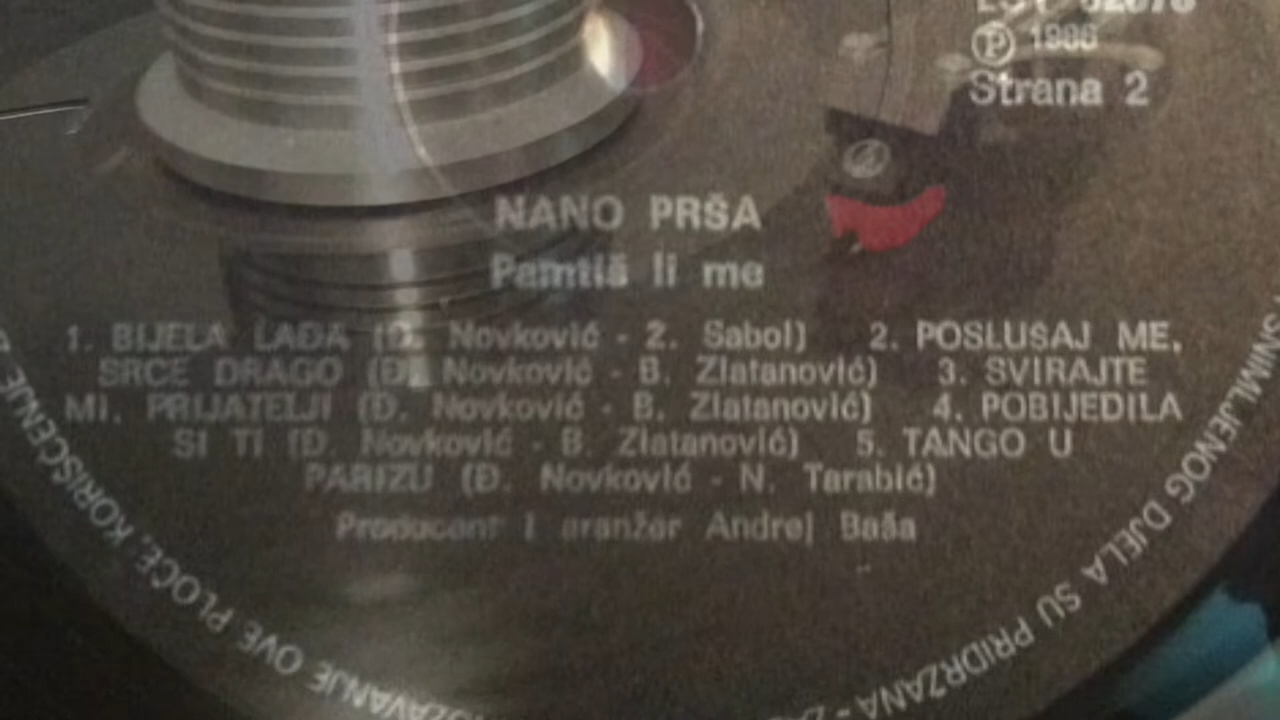 Ⓟ 1986
Strana 2
NANO PRŠA
Pamtiš li me
1. BIJELA LAĐA (Đ. Novković - Ž. Sabol) 2. POSLUŠAJ ME,
SRCE DRAGO (Đ. Novković - B. Zlatanović) 3. SVIRAJTE
MI, PRIJATELJI (Đ. Novković - B. Zlatanović) 4. POBIJEDILA
SI TI (Đ. Novković - B. Zlatanović) 5. TANGO U
PARIZU (Đ. Novković - N. Tarabić)
Producent i aranžer Andrej Baša
SNIMLJENOG DJELA SU PRIDRŽANA -
OVE PLOČE, KORIŠĆENJE